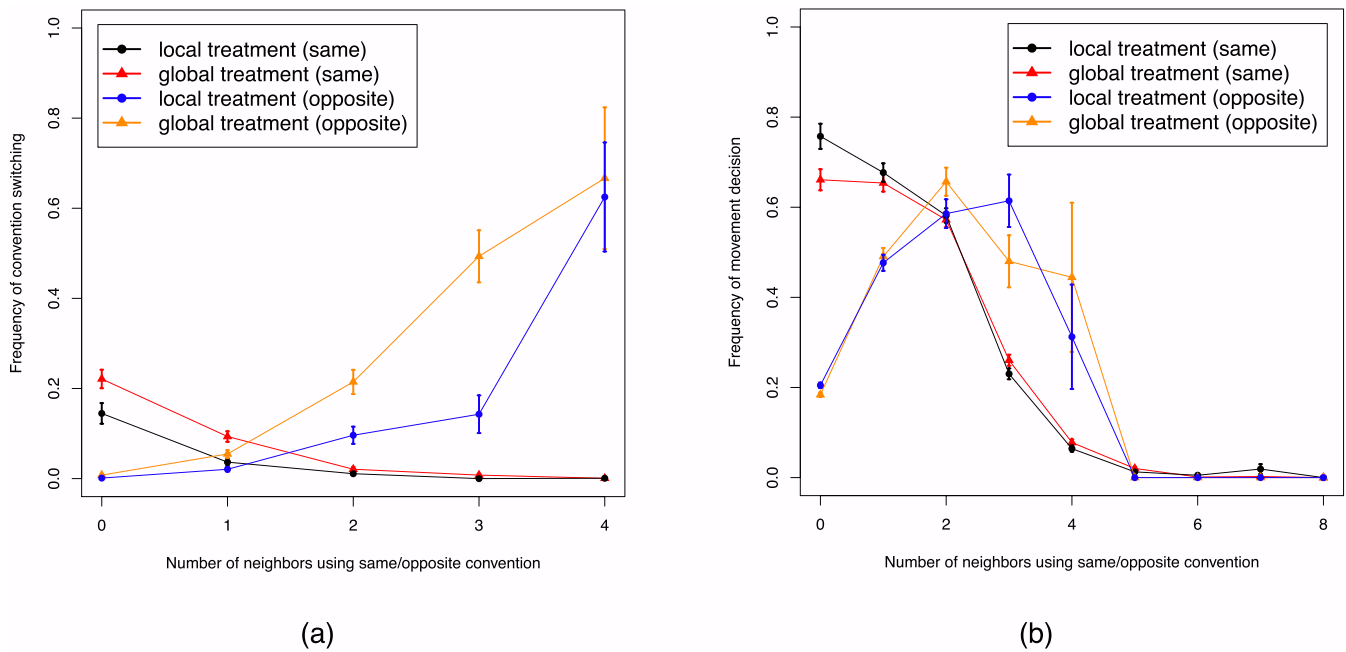 local treatment (same)
global treatment (same)
local treatment (opposite)
global treatment (opposite)
Frequency of convention switching
1.0
0.8
0.6
0.4
0.2
0.0
0 1 2 3 4
Number of neighbors using same/opposite convention
(a)
local treatment (same)
global treatment (same)
local treatment (opposite)
global treatment (opposite)
Frequency of movement decision
1.0
0.8
0.6
0.4
0.2
0.0
0 2 4 6 8
Number of neighbors using same/opposite convention
(b)